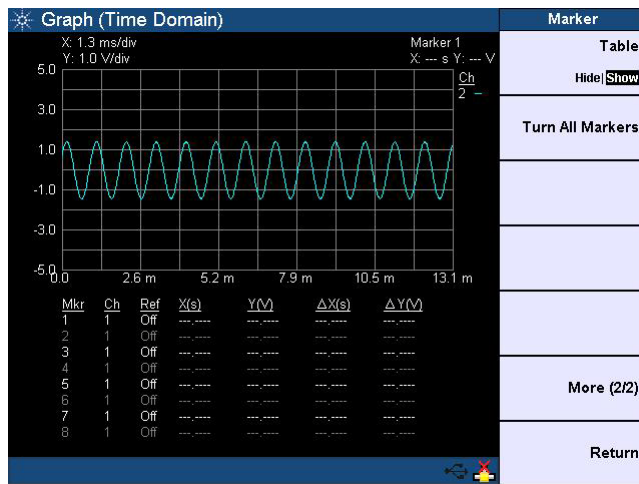 Graph (Time Domain)
Marker
X: 1.3 ms/div
Marker 1
Y: 1.0 V/div
X: --- s Y: --- V
Table
Hide| Show
5.0
Ch
2 –
3.0
Turn All Markers
1.0
-1.0
-3.0
-5.0
0.0 2.6 m 5.2 m 7.9 m 10.5 m 13.1 m
Mkr Ch Ref X(s) Y(V) ΔX(s) ΔY(V)
1 1 Off ---.---- ---.---- ---.---- ---.----
2 1 Off ---.---- ---.---- ---.---- ---.----
3 1 Off ---.---- ---.---- ---.---- ---.----
4 1 Off ---.---- ---.---- ---.---- ---.----
5 1 Off ---.---- ---.---- ---.---- ---.----
6 1 Off ---.---- ---.---- ---.---- ---.----
7 1 Off ---.---- ---.---- ---.---- ---.----
8 1 Off ---.---- ---.---- ---.---- ---.----
More (2/2)
Return